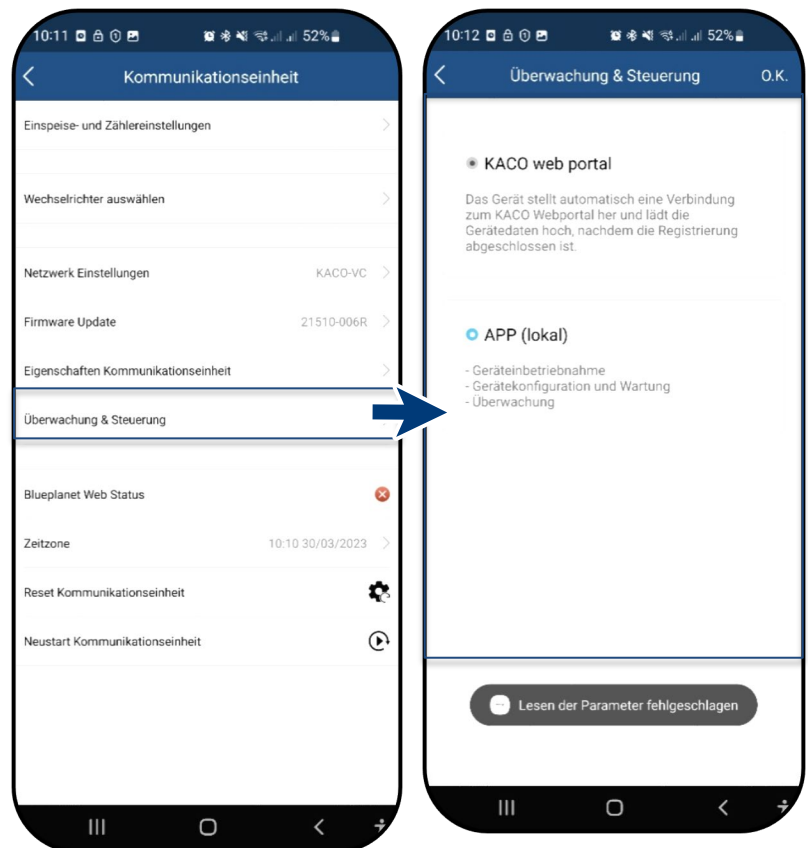 10:11 52%
Kommunikationseinheit
Einspeise- und Zählereinstellungen
Wechselrichter auswählen
Netzwerk Einstellungen KACO-VC
Firmware Update 21510-006R
Eigenschaften Kommunikationseinheit
Überwachung & Steuerung
Blueplanet Web Status
Zeitzone 10:10 30/03/2023
Reset Kommunikationseinheit
Neustart Kommunikationseinheit
10:12 52%
Überwachung & Steuerung O.K.
KACO web portal
Das Gerät stellt automatisch eine Verbindung
zum KACO Webportal her und lädt die
Gerätedaten hoch, nachdem die Registrierung
abgeschlossen ist.
APP (lokal)
- Geräteinbetriebnahme
- Gerätekonfiguration und Wartung
- Überwachung
Lesen der Parameter fehlgeschlagen